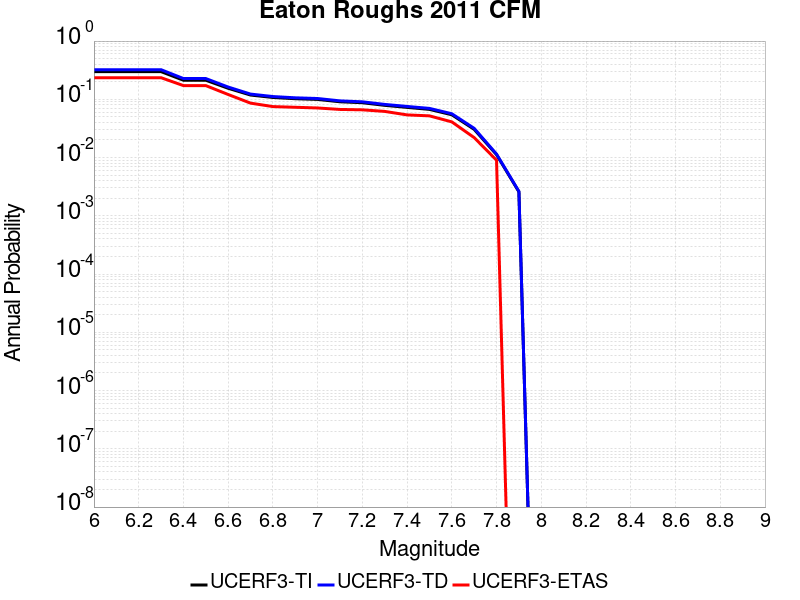 Eaton Roughs 2011 CFM
10^0
10^-1
10^-2
10^-3
10^-4
10^-5
10^-6
10^-7
10^-8
Annual Probability
6 6.2 6.4 6.6 6.8 7 7.2 7.4 7.6 7.8 8 8.2 8.4 8.6 8.8 9
Magnitude
UCERF3-TI UCERF3-TD UCERF3-ETAS